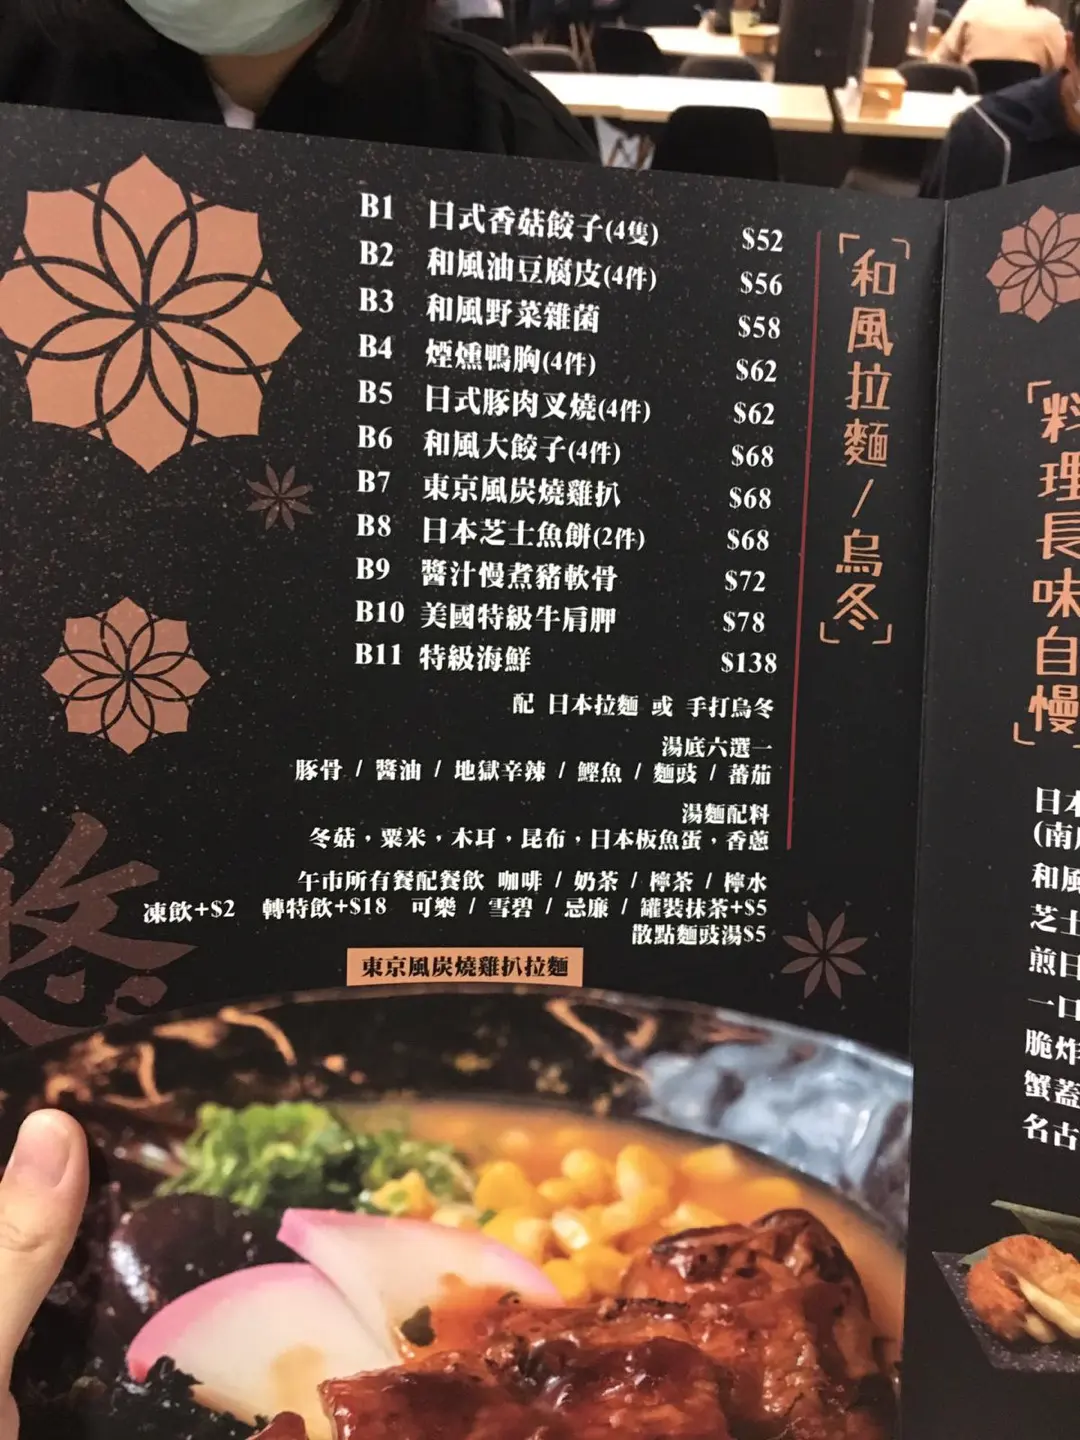 B1 日式香菇餃子(4隻) $52
B2 和風油豆腐皮(4件) $56
B3 和風野菜雜菌 $58
B4 煙燻鴨胸(4件) $62
B5 日式豚肉叉燒(4件) $62
B6 和風大餃子(4件) $68
B7 東京風炭燒雞扒 $68
B8 日本芝士魚餅(2件) $68
B9 醬汁慢煮豬軟骨 $72
B10 美國特級牛肩胛 $78
B11 特級海鮮 $138
「和風拉麵/烏冬」
配 日本拉麵 或 手打烏冬
湯底六選一
豚骨 / 醬油 / 地獄辛辣 / 鰹魚 / 麵豉 / 蕃茄
湯麵配料
冬菇，粟米，木耳，昆布，日本板魚蛋，香蔥
午市所有餐配餐飲 咖啡 / 奶茶 / 檸茶 / 檸水
凍飲+$2 轉特飲+$18 可樂 / 雪碧 / 忌廉 / 罐裝抹茶+$5
散點麵豉湯$5
東京風炭燒雞扒拉麵
悠
「料理長味自慢」
日本
(南
和風
芝士
煎日
一口
脆炸
蟹蓋
名古